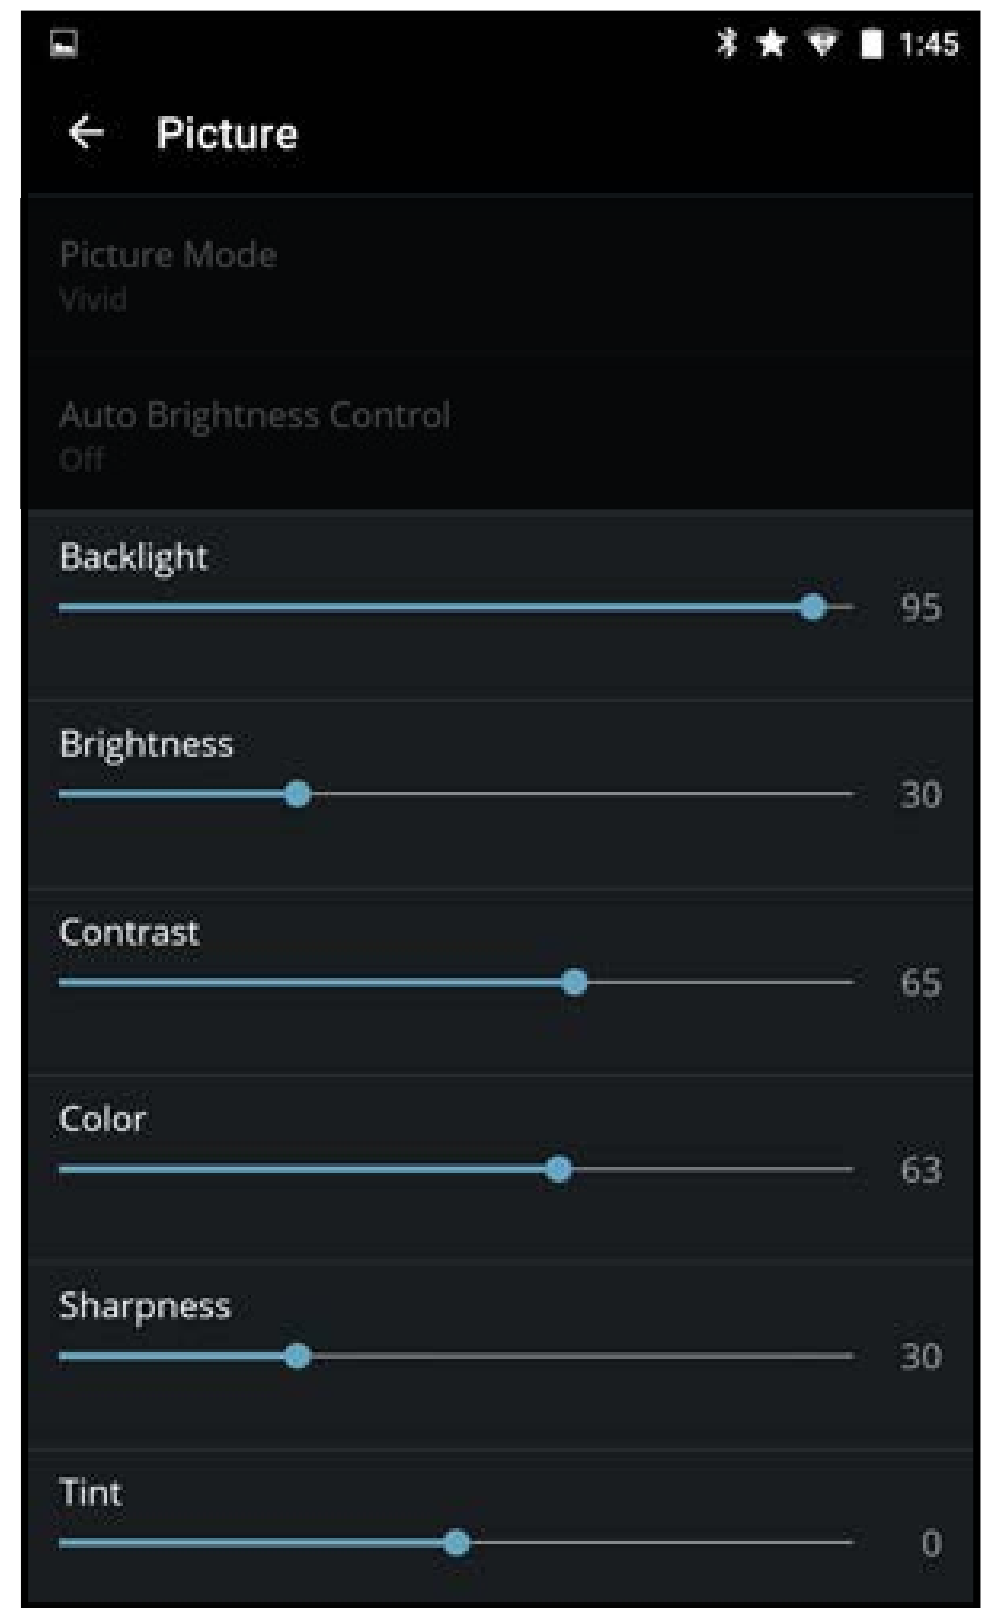 1:45
Picture
Picture Mode
Vivid
Auto Brightness Control
Off
Backlight
95
Brightness
30
Contrast
65
Color
63
Sharpness
30
Tint
0